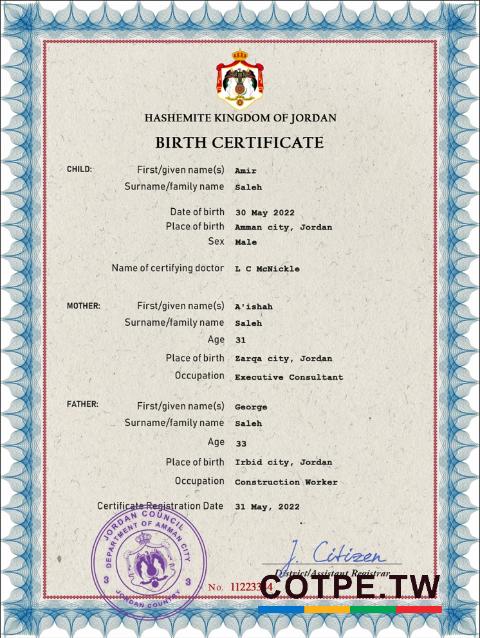 HASHEMITE KINGDOM OF JORDAN
BIRTH CERTIFICATE
CHILD: First/given name(s) Amir
Surname/family name Saleh
Date of birth 30 May 2022
Place of birth Amman city, Jordan
Sex Male
Name of certifying doctor L C McNickle
MOTHER: First/given name(s) A'ishah
Surname/family name Saleh
Age 31
Place of birth Zarqa city, Jordan
Occupation Executive Consultant
FATHER: First/given name(s) George
Surname/family name Saleh
Age 33
Place of birth Irbid city, Jordan
Occupation Construction Worker
Certificate Registration Date 31 May, 2022
JORDAN COUNCIL
DEPARTMENT OF AMMAN CITY
3 3
JORDAN COUNTRY
J. Citizen
District/Assistant Registrar
No. 11223344
COTPE.TW